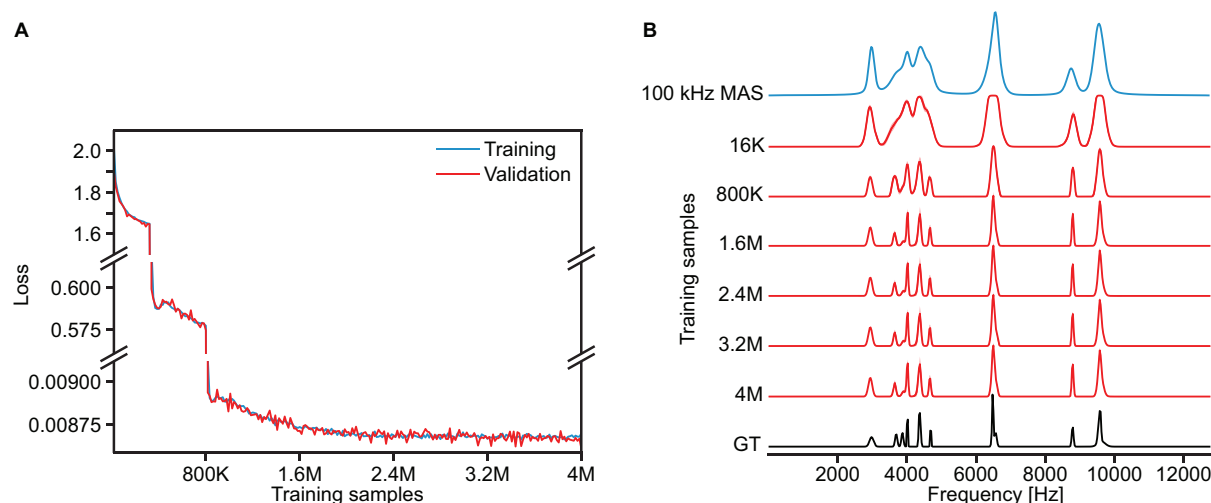 A
Loss
2.0
1.8
1.6
0.600
0.575
0.00900
0.00875
Training
Validation
800K
1.6M
2.4M
3.2M
4M
Training samples
B
Training samples
100 kHz MAS
16K
800K
1.6M
2.4M
3.2M
4M
GT
2000
4000
6000
8000
10000
12000
Frequency [Hz]